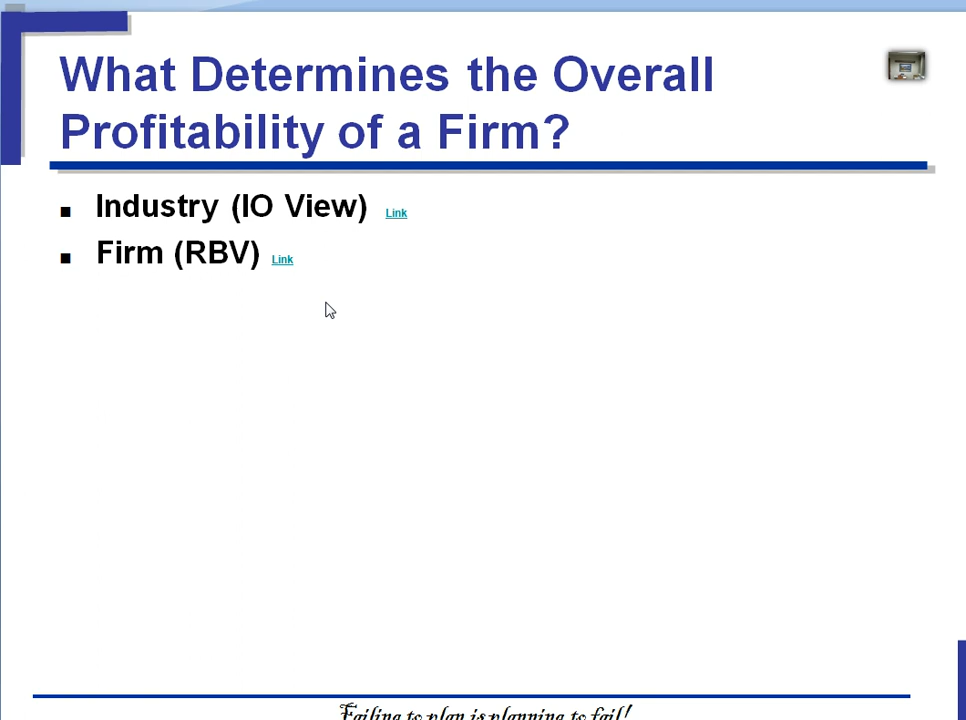 What Determines the Overall
Profitability of a Firm?
Industry (IO View) Link
Firm (RBV) Link
Failing to plan is planning to fail!